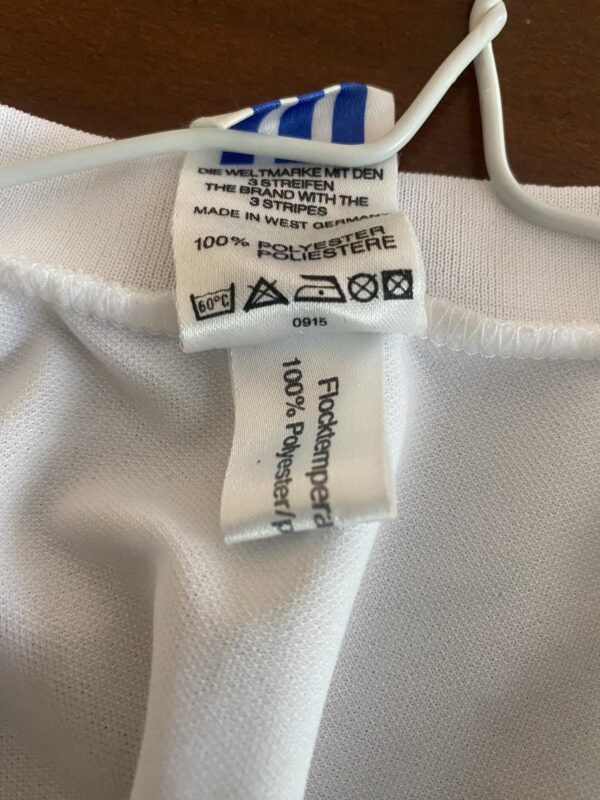 DIE WELTMARKE MIT DEN
3 STREIFEN
THE BRAND WITH THE
3 STRIPES
MADE IN WEST GERMANY
100% POLYESTER
POLIESTERE
60°C
0915
Flocktempera
100% Polyester/p